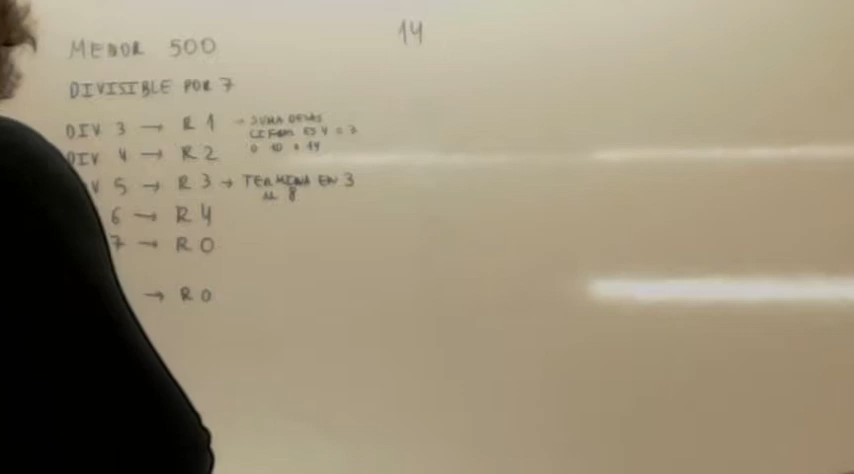 14
MENOR 500
DIVISIBLE POR 7
DIV 3 → R 1 → SUMA DE LAS
CIFRAS ES 4 O 7
O 10 O
DIV 4 → R 2
V 5 → R 3 → TERMINA EN 3
8
6 → R 4
7 → R 0
→ R 0